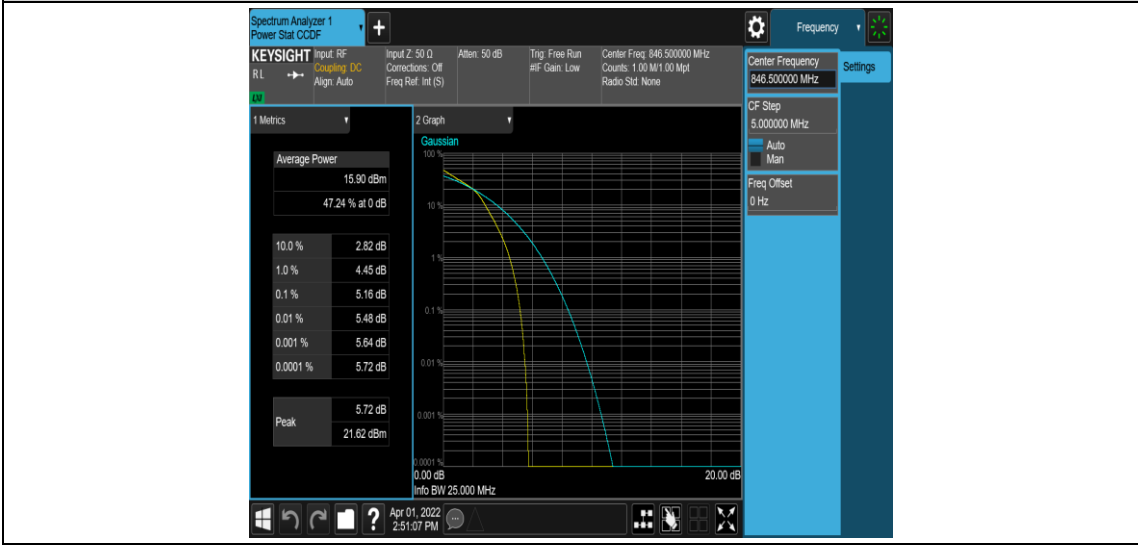 Spectrum Analyzer 1
Power Stat CCDF
+
Frequency
KEYSIGHT
R L
LNI
Input: RF
Coupling: DC
Align: Auto
Input Z: 50 Ω
Corrections: Off
Freq Ref: Int (S)
Atten: 50 dB
Trig: Free Run
#IF Gain: Low
Center Freq: 846.500000 MHz
Counts: 1.00 M/1.00 Mpt
Radio Std: None
Center Frequency
846.500000 MHz
Settings
CF Step
5.000000 MHz
Auto
Man
Freq Offset
0 Hz
1 Metrics
Average Power
15.90 dBm
47.24 % at 0 dB
10.0 % 2.82 dB
1.0 % 4.45 dB
0.1 % 5.16 dB
0.01 % 5.48 dB
0.001 % 5.64 dB
0.0001 % 5.72 dB
Peak
5.72 dB
21.62 dBm
2 Graph
Gaussian
100 %
10 %
1 %
0.1 %
0.01 %
0.001 %
0.0001 %
0.00 dB 20.00 dB
Info BW 25.000 MHz
?
Apr 01, 2022
2:51:07 PM